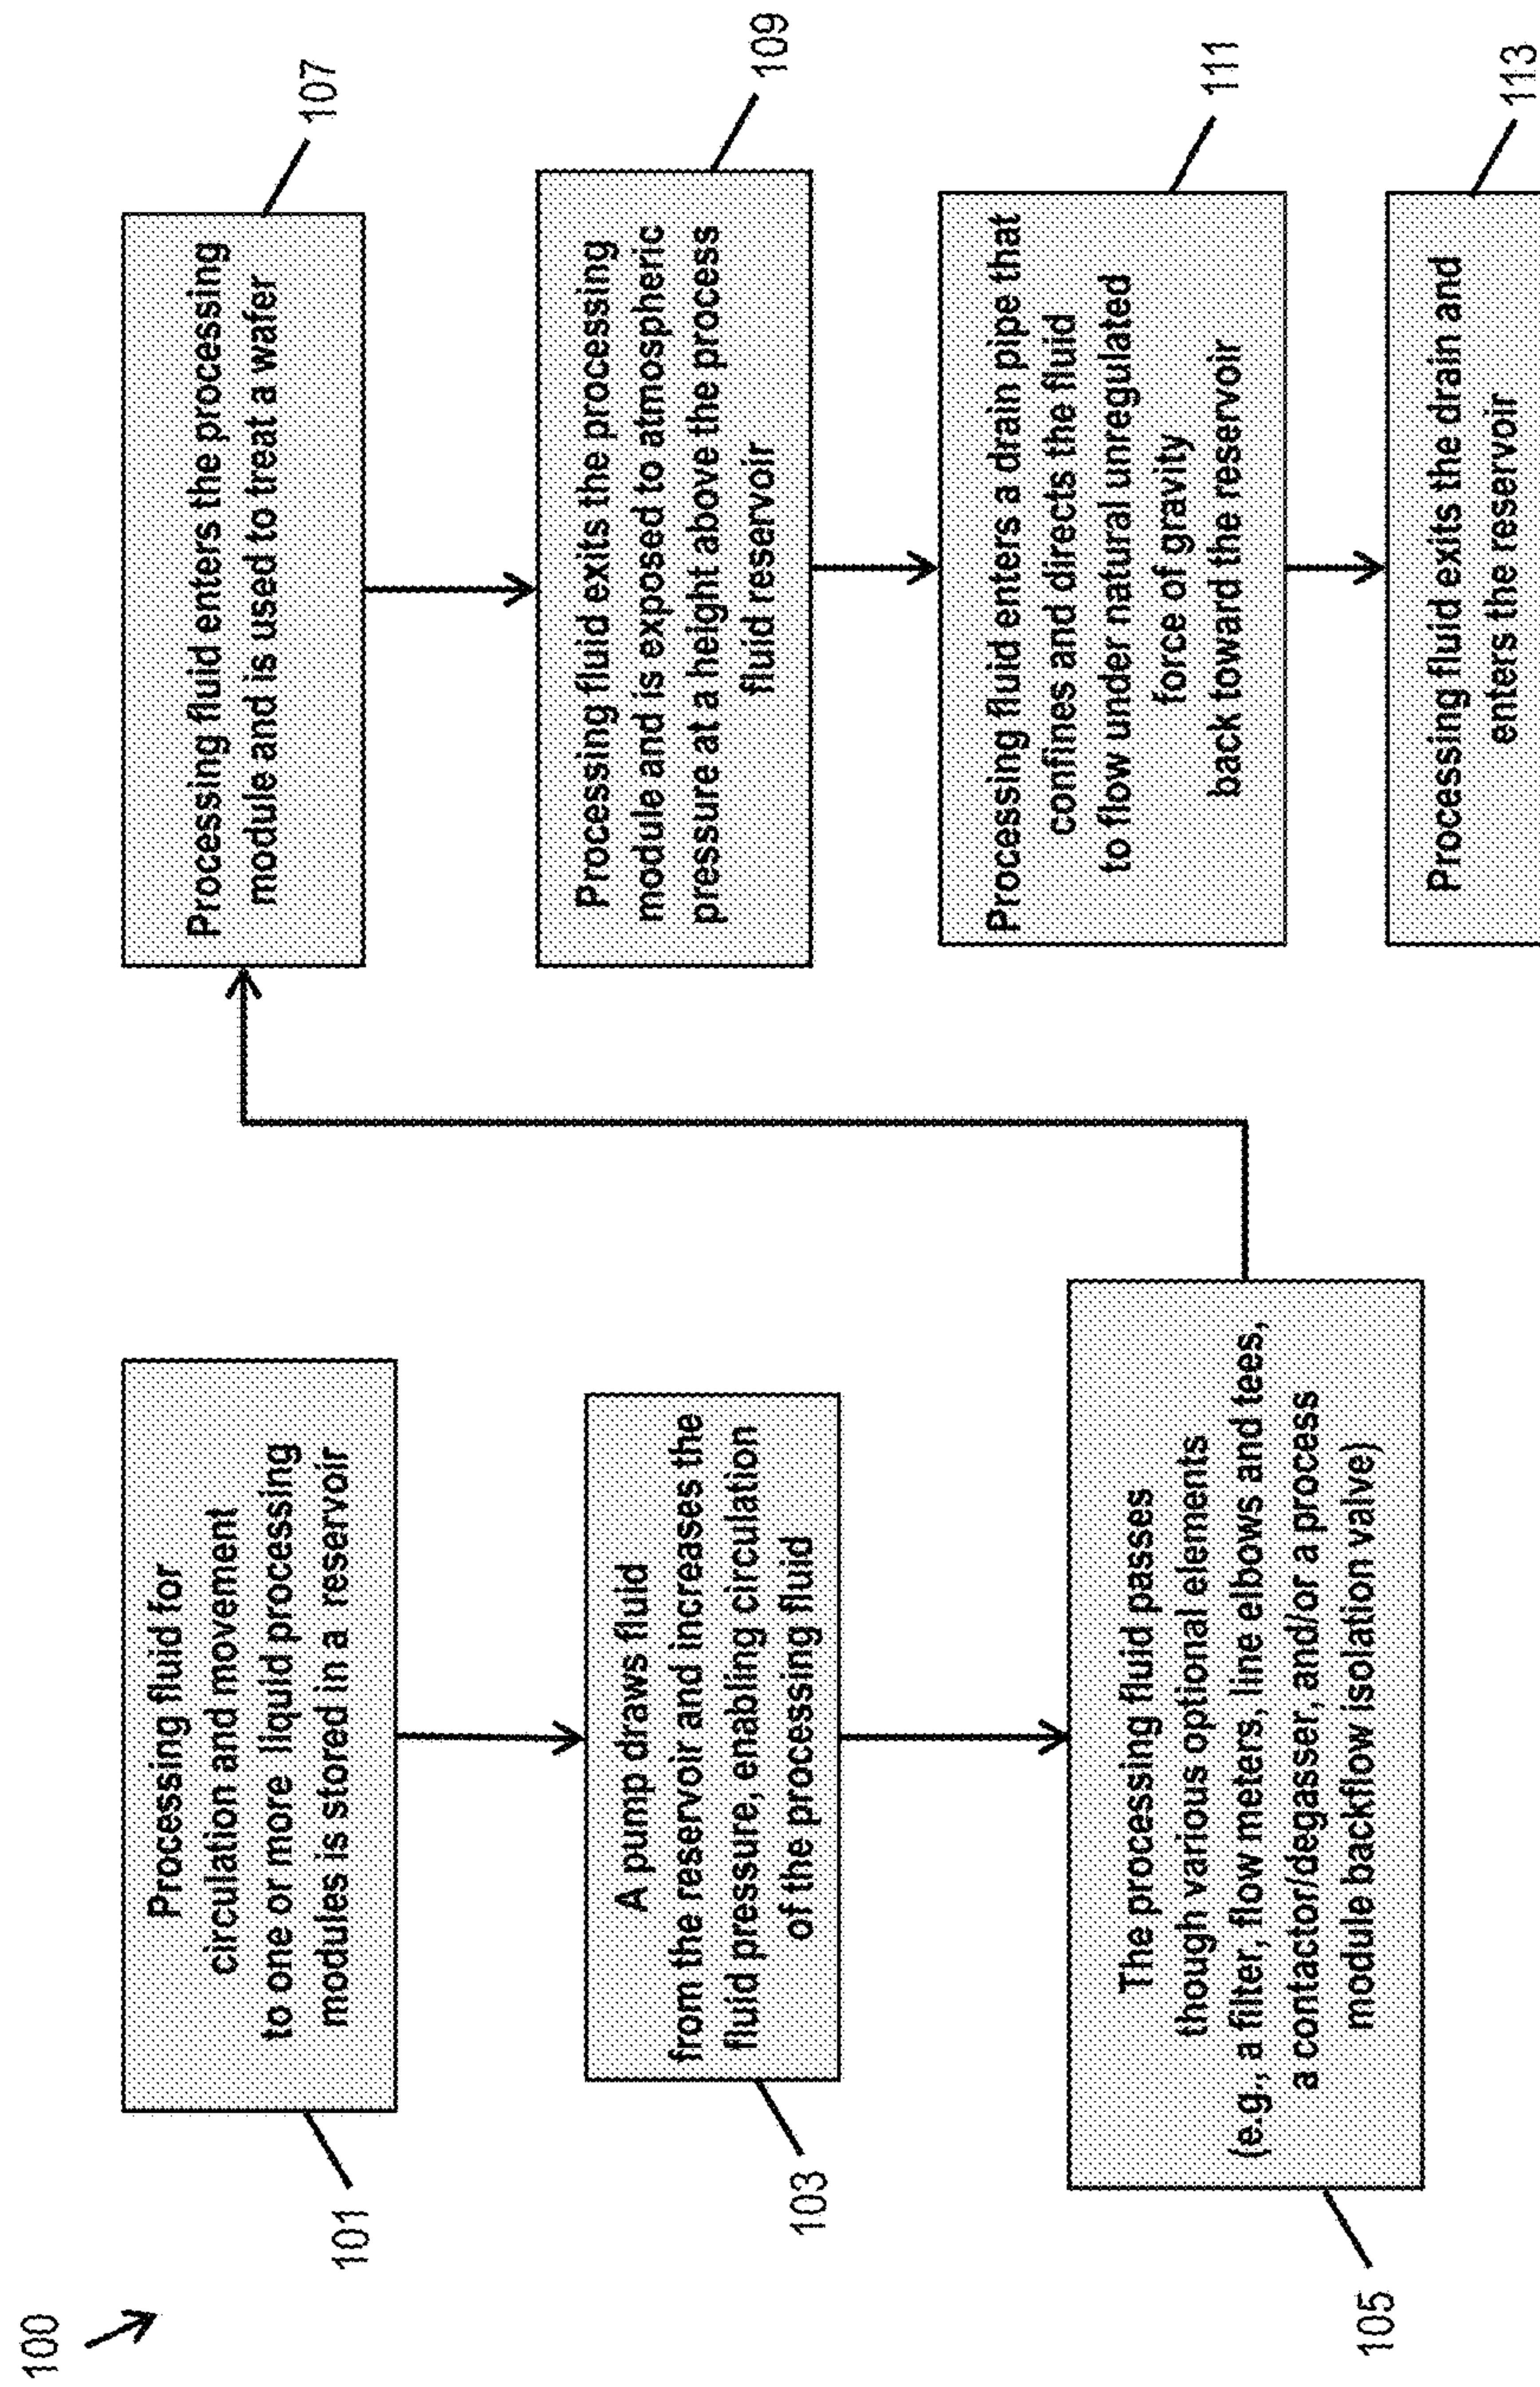 100
101
Processing fluid for
circulation and movement
to one or more liquid processing
modules is stored in a reservoir
103
A pump draws fluid
from the reservoir and increases the
fluid pressure, enabling circulation
of the processing fluid
105
The processing fluid passes
though various optional elements
(e.g., a filter, flow meters, line elbows and tees,
a contactor/degasser, and/or a process
module backflow isolation valve)
107
Processing fluid enters the processing
module and is used to treat a wafer
109
Processing fluid exits the processing
module and is exposed to atmospheric
pressure at a height above the process
fluid reservoir
111
Processing fluid enters a drain pipe that
confines and directs the fluid
to flow under natural unregulated
force of gravity
back toward the reservoir
113
Processing fluid exits the drain and
enters the reservoir